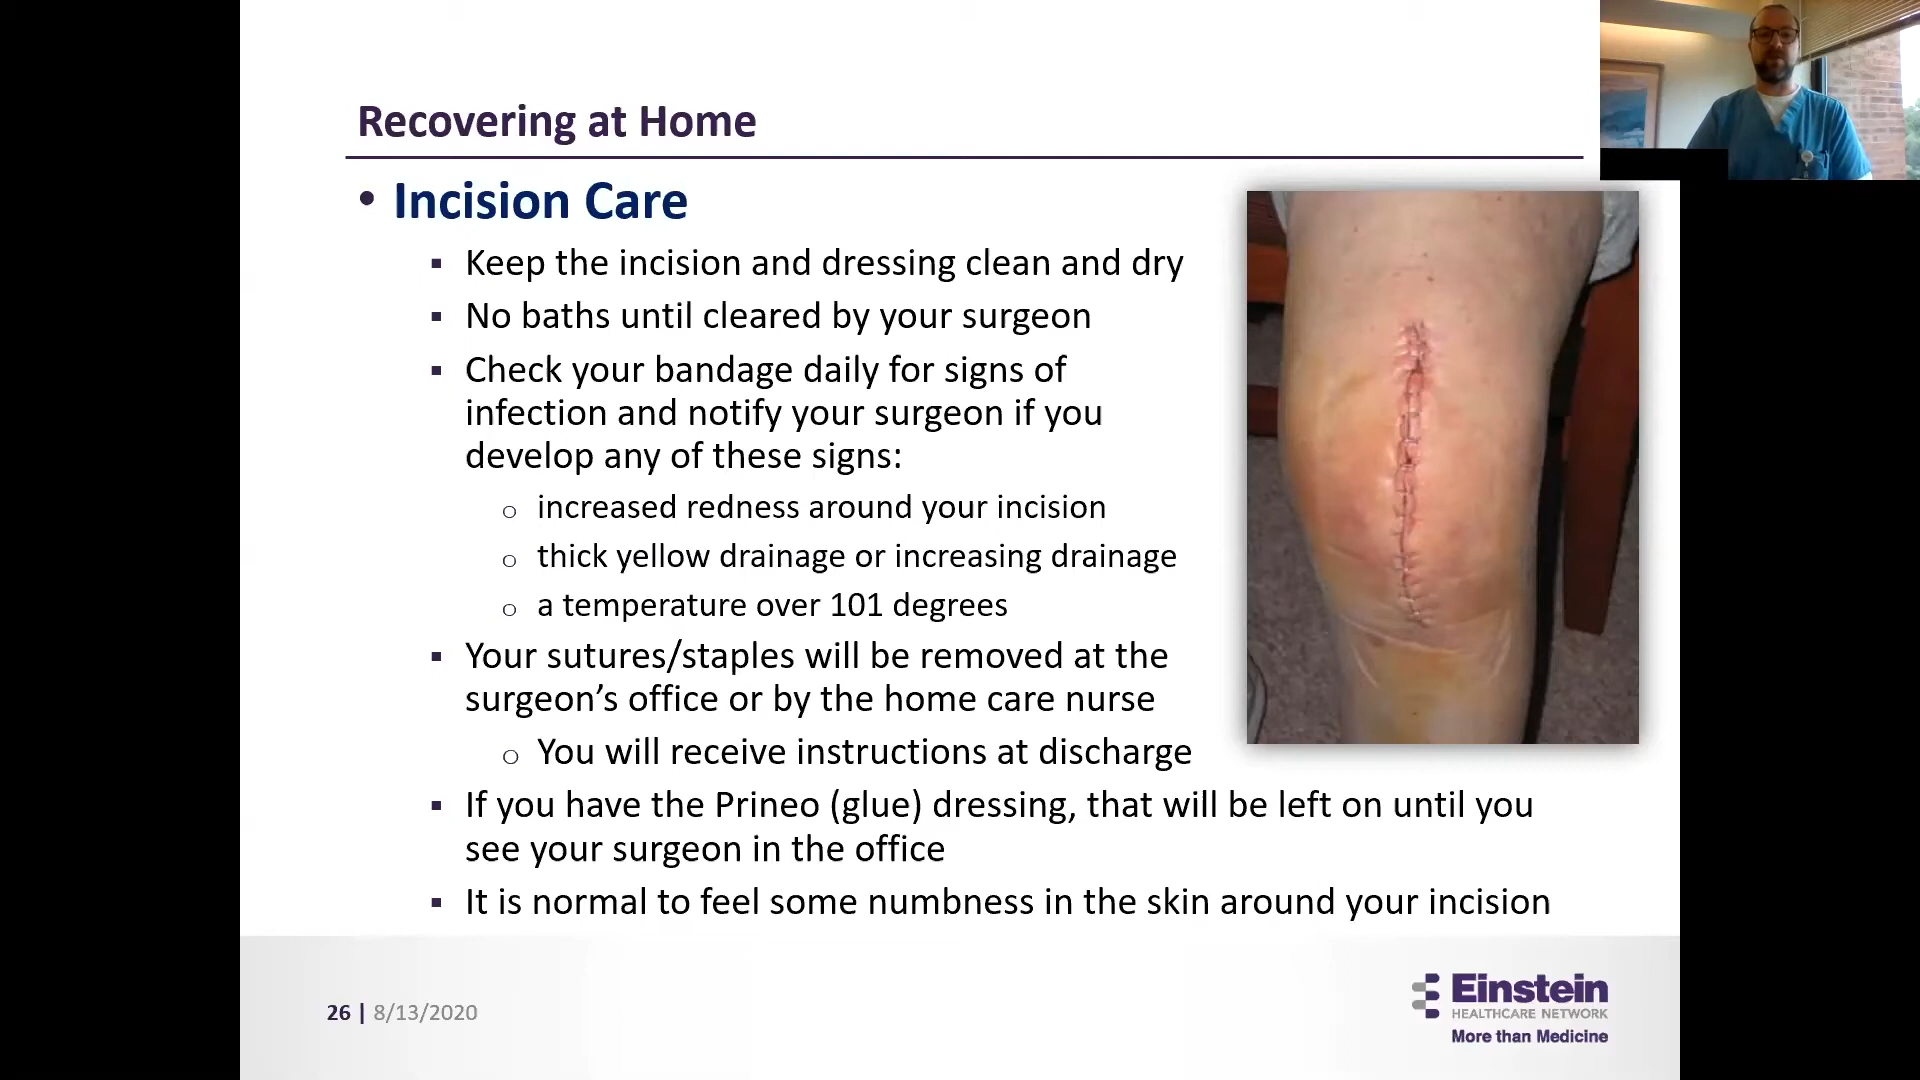 Recovering at Home
• Incision Care
▪ Keep the incision and dressing clean and dry
▪ No baths until cleared by your surgeon
▪ Check your bandage daily for signs of
infection and notify your surgeon if you
develop any of these signs:
o increased redness around your incision
o thick yellow drainage or increasing drainage
o a temperature over 101 degrees
▪ Your sutures/staples will be removed at the
surgeon’s office or by the home care nurse
o You will receive instructions at discharge
▪ If you have the Prineo (glue) dressing, that will be left on until you
see your surgeon in the office
▪ It is normal to feel some numbness in the skin around your incision
26 | 8/13/2020
Einstein
HEALTHCARE NETWORK
More than Medicine